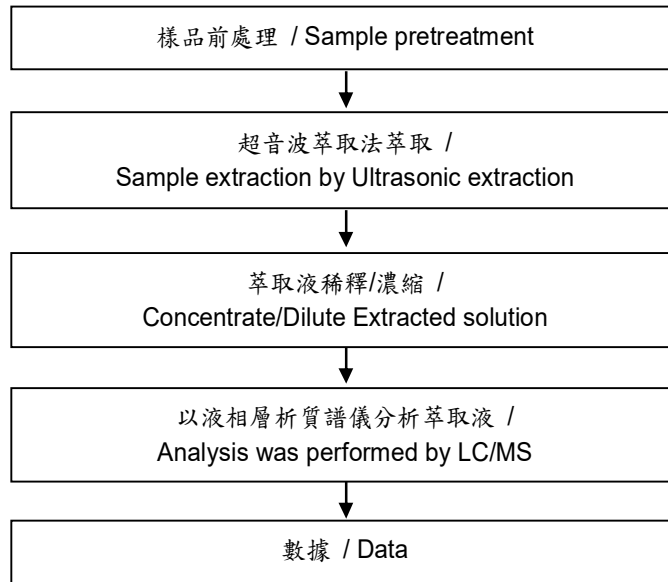 樣品前處理 / Sample pretreatment
超音波萃取法萃取 /
Sample extraction by Ultrasonic extraction
萃取液稀釋/濃縮 /
Concentrate/Dilute Extracted solution
以液相層析質譜儀分析萃取液 /
Analysis was performed by LC/MS
數據 / Data